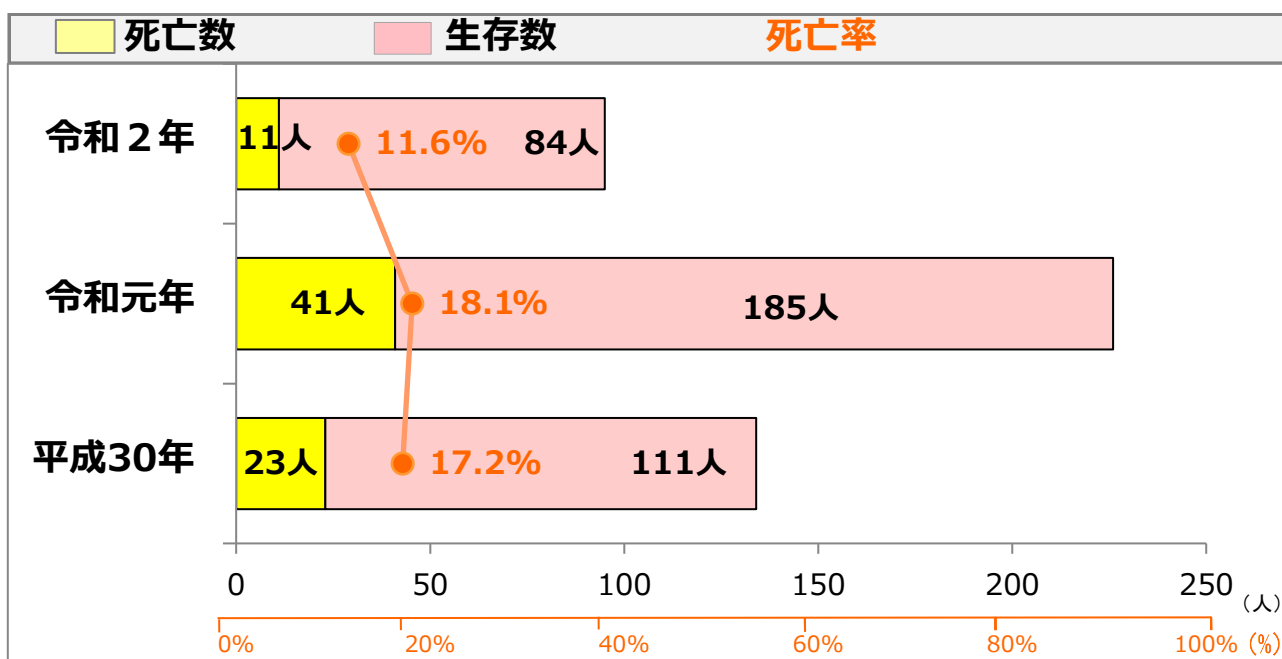 死亡数 生存数 死亡率
令和２年 11人 11.6% 84人
令和元年 41人 18.1% 185人
平成30年 23人 17.2% 111人
0 50 100 150 200 250 （人）
0% 20% 40% 60% 80% 100% (%)